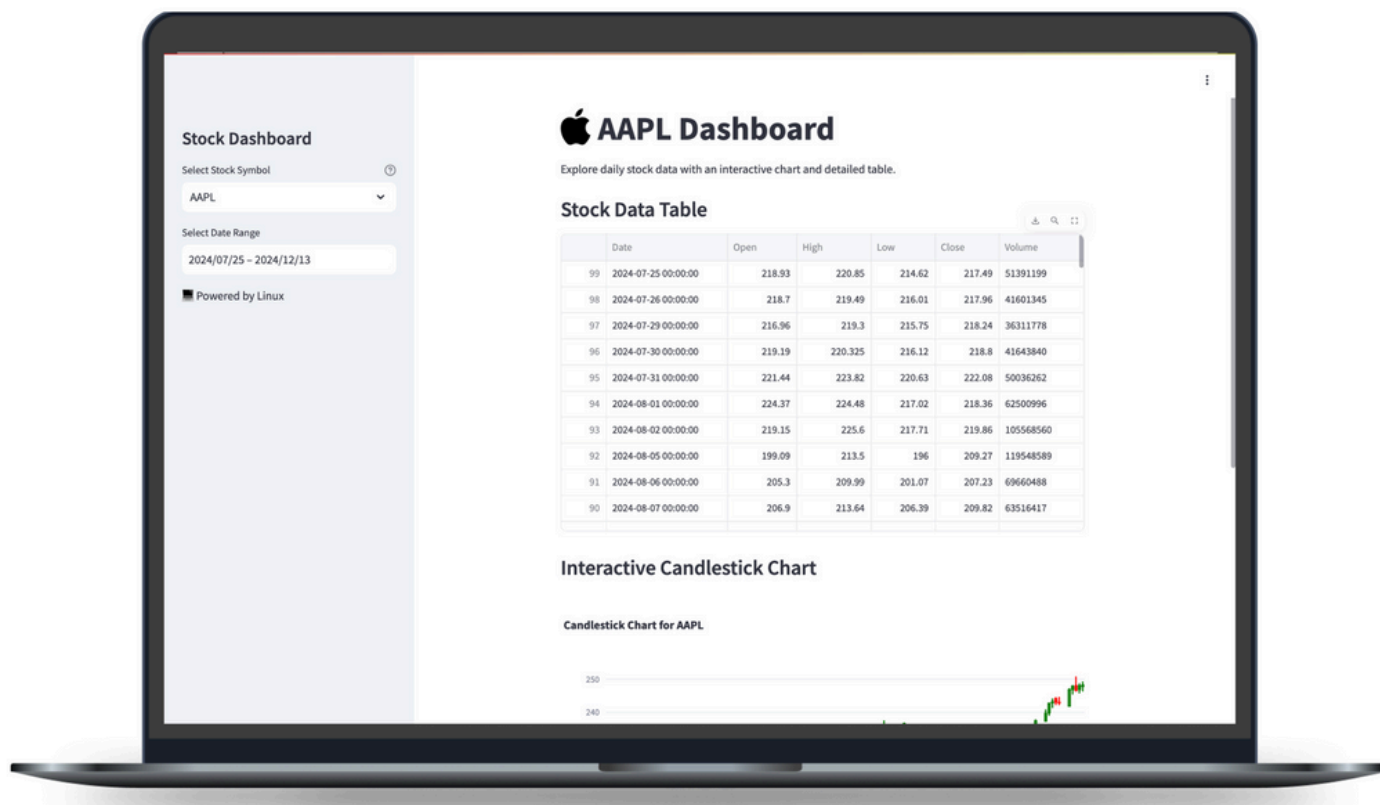 Stock Dashboard
Select Stock Symbol
AAPL
Select Date Range
2024/07/25 – 2024/12/13
Powered by Linux
AAPL Dashboard
Explore daily stock data with an interactive chart and detailed table.
Stock Data Table
Date Open High Low Close Volume
99 2024-07-25 00:00:00 218.93 220.85 214.62 217.49 51391199
98 2024-07-26 00:00:00 218.7 219.49 216.01 217.96 41601345
97 2024-07-29 00:00:00 216.96 219.3 215.75 218.24 36311778
96 2024-07-30 00:00:00 219.19 220.325 216.12 218.8 41643840
95 2024-07-31 00:00:00 221.44 223.82 220.63 222.08 50036262
94 2024-08-01 00:00:00 224.37 224.48 217.02 218.36 62500996
93 2024-08-02 00:00:00 219.15 225.6 217.71 219.86 105568560
92 2024-08-05 00:00:00 199.09 213.5 196 209.27 119548589
91 2024-08-06 00:00:00 205.3 209.99 201.07 207.23 69660488
90 2024-08-07 00:00:00 206.9 213.64 206.39 209.82 63516417
Interactive Candlestick Chart
Candlestick Chart for AAPL
250
240